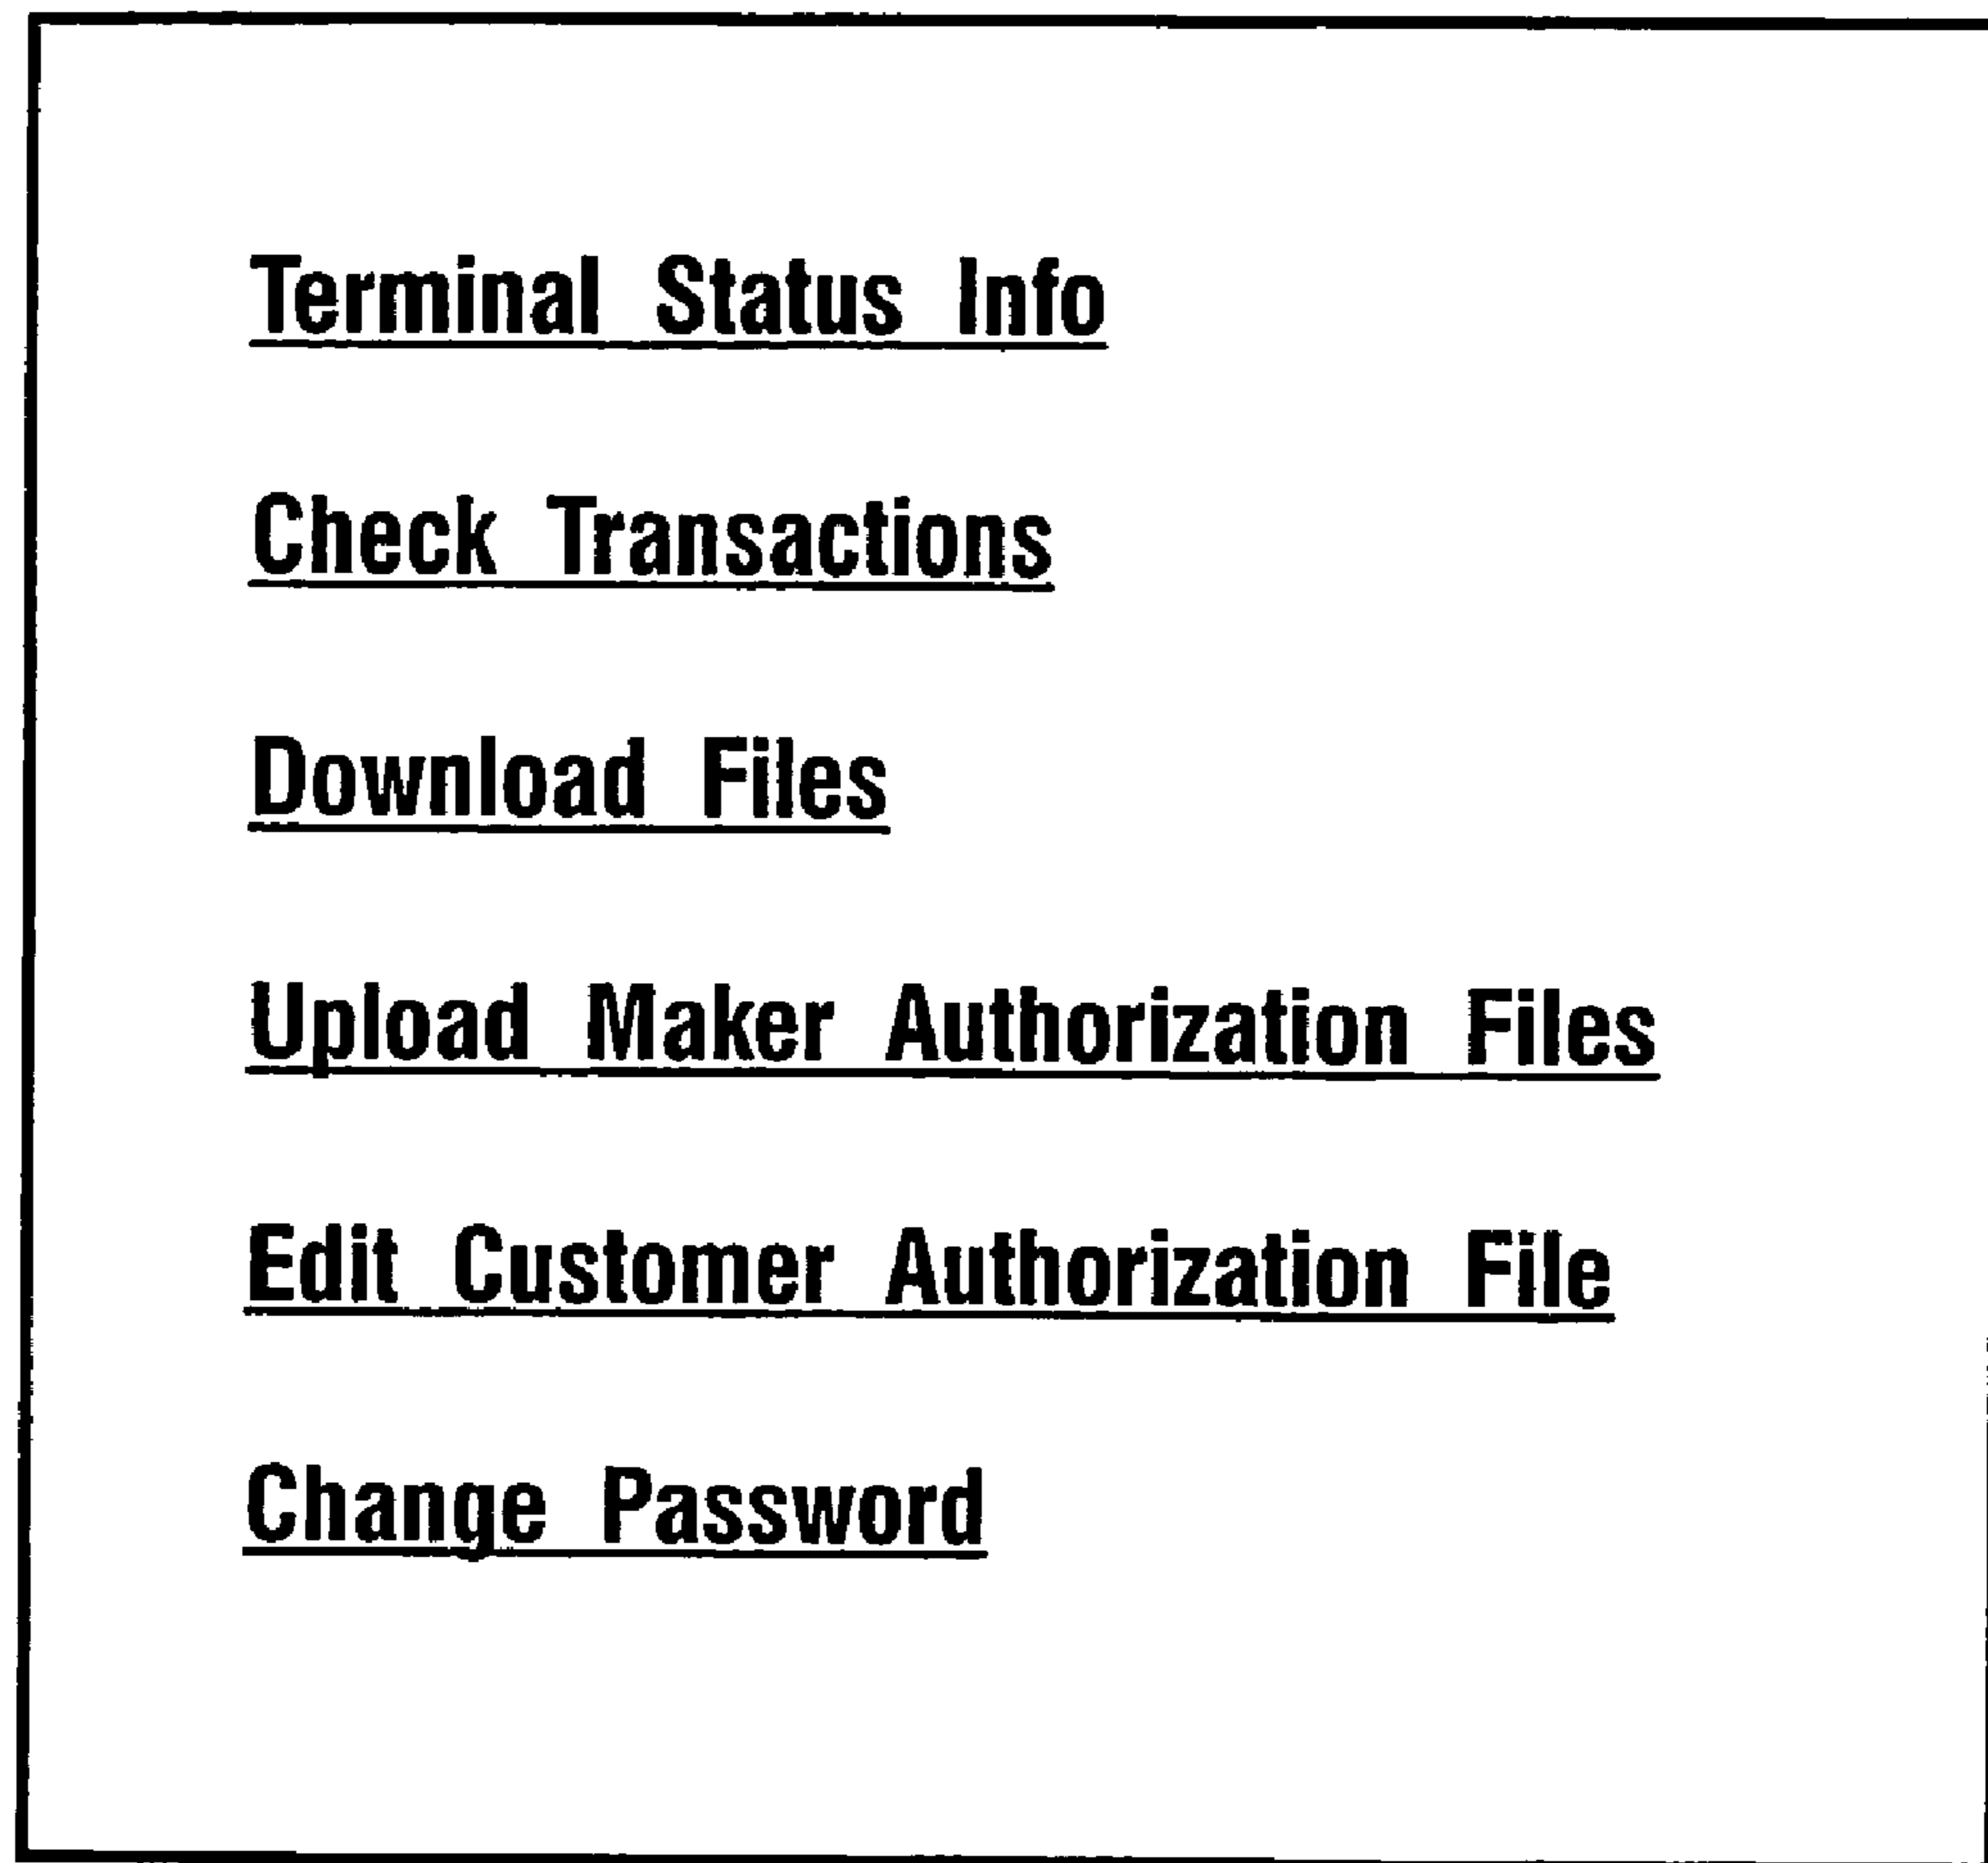 Terminal Status Info
Check Transactions
Download Files
Upload Maker Authorization Files
Edit Customer Authorization File
Change Password